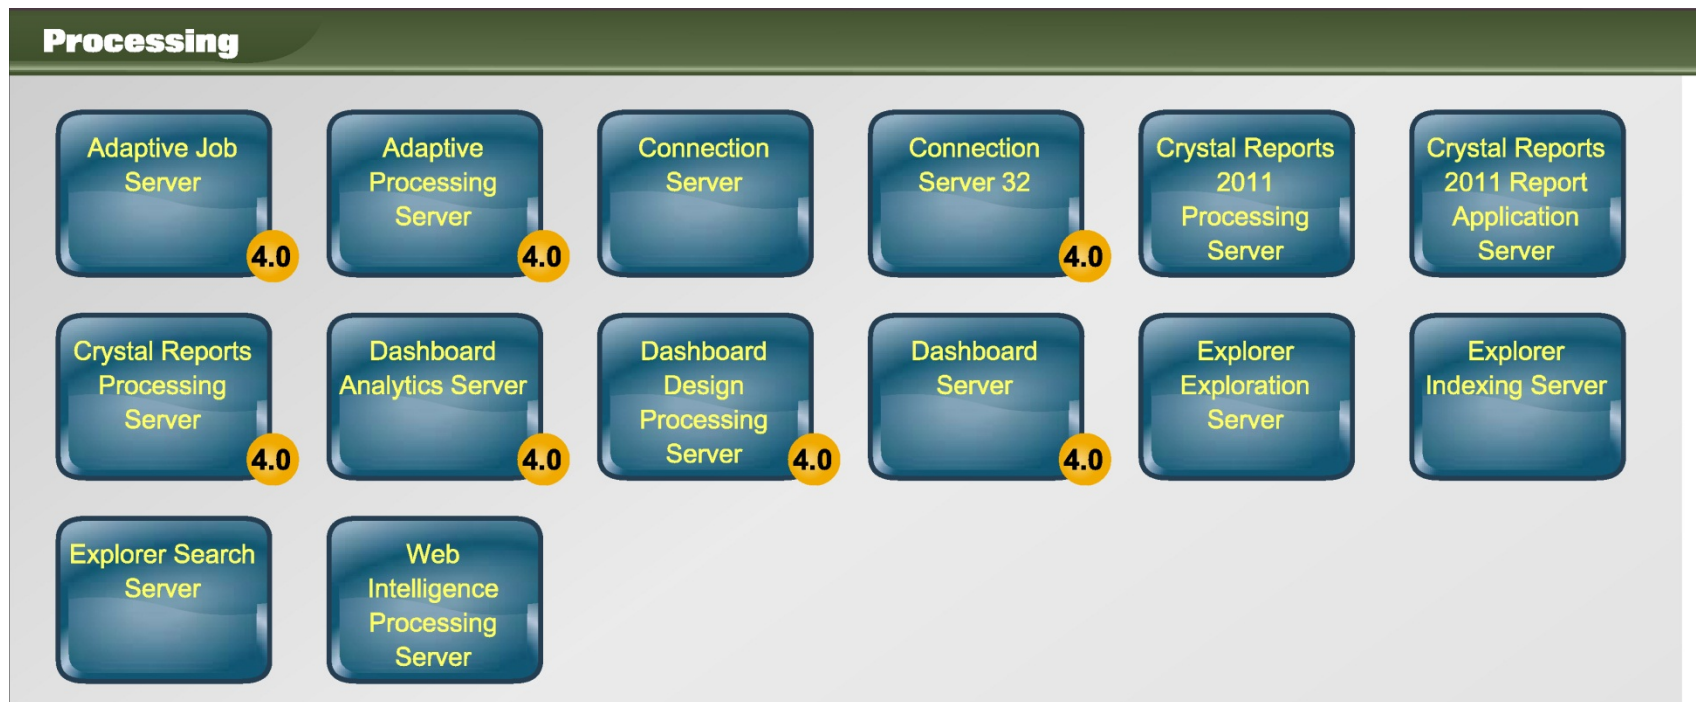 Processing
Adaptive Job
Server
4.0
Adaptive
Processing
Server
4.0
Connection
Server
Connection
Server 32
4.0
Crystal Reports
2011
Processing
Server
Crystal Reports
2011 Report
Application
Server
Crystal Reports
Processing
Server
4.0
Dashboard
Analytics Server
4.0
Dashboard
Design
Processing
Server
4.0
Dashboard
Server
4.0
Explorer
Exploration
Server
Explorer
Indexing Server
Explorer Search
Server
Web
Intelligence
Processing
Server